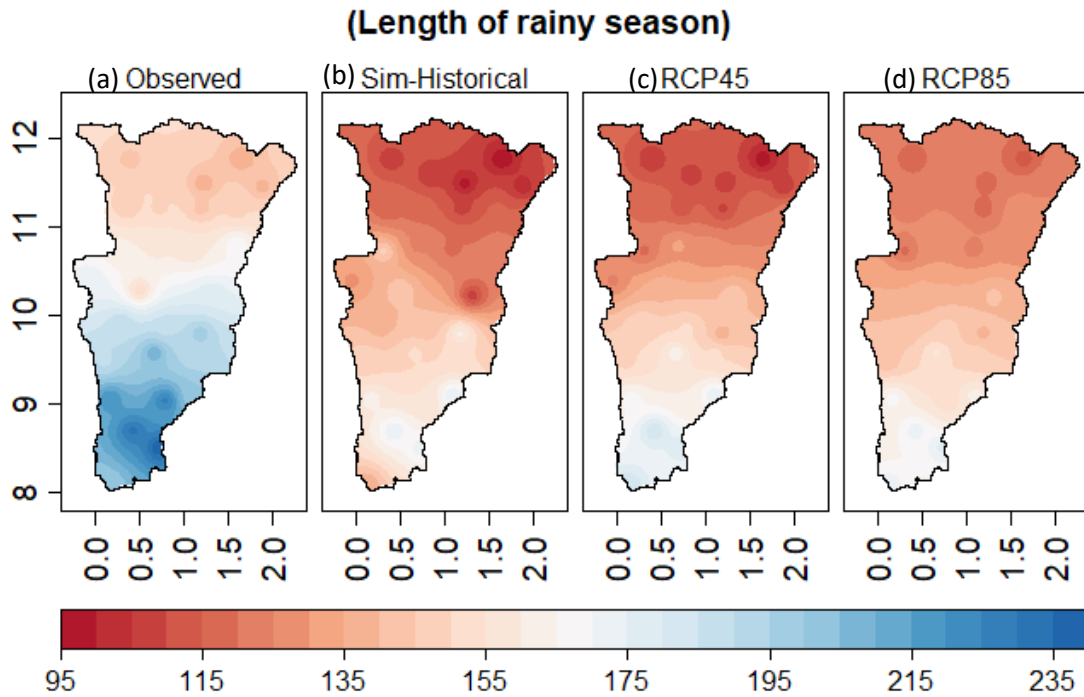 (Length of rainy season)
(a) Observed (b) Sim-Historical (c) RCP45 (d) RCP85
12
11
10
9
8
0.0 0.5 1.0 1.5 2.0 0.0 0.5 1.0 1.5 2.0 0.0 0.5 1.0 1.5 2.0 0.0 0.5 1.0 1.5 2.0
95 115 135 155 175 195 215 235